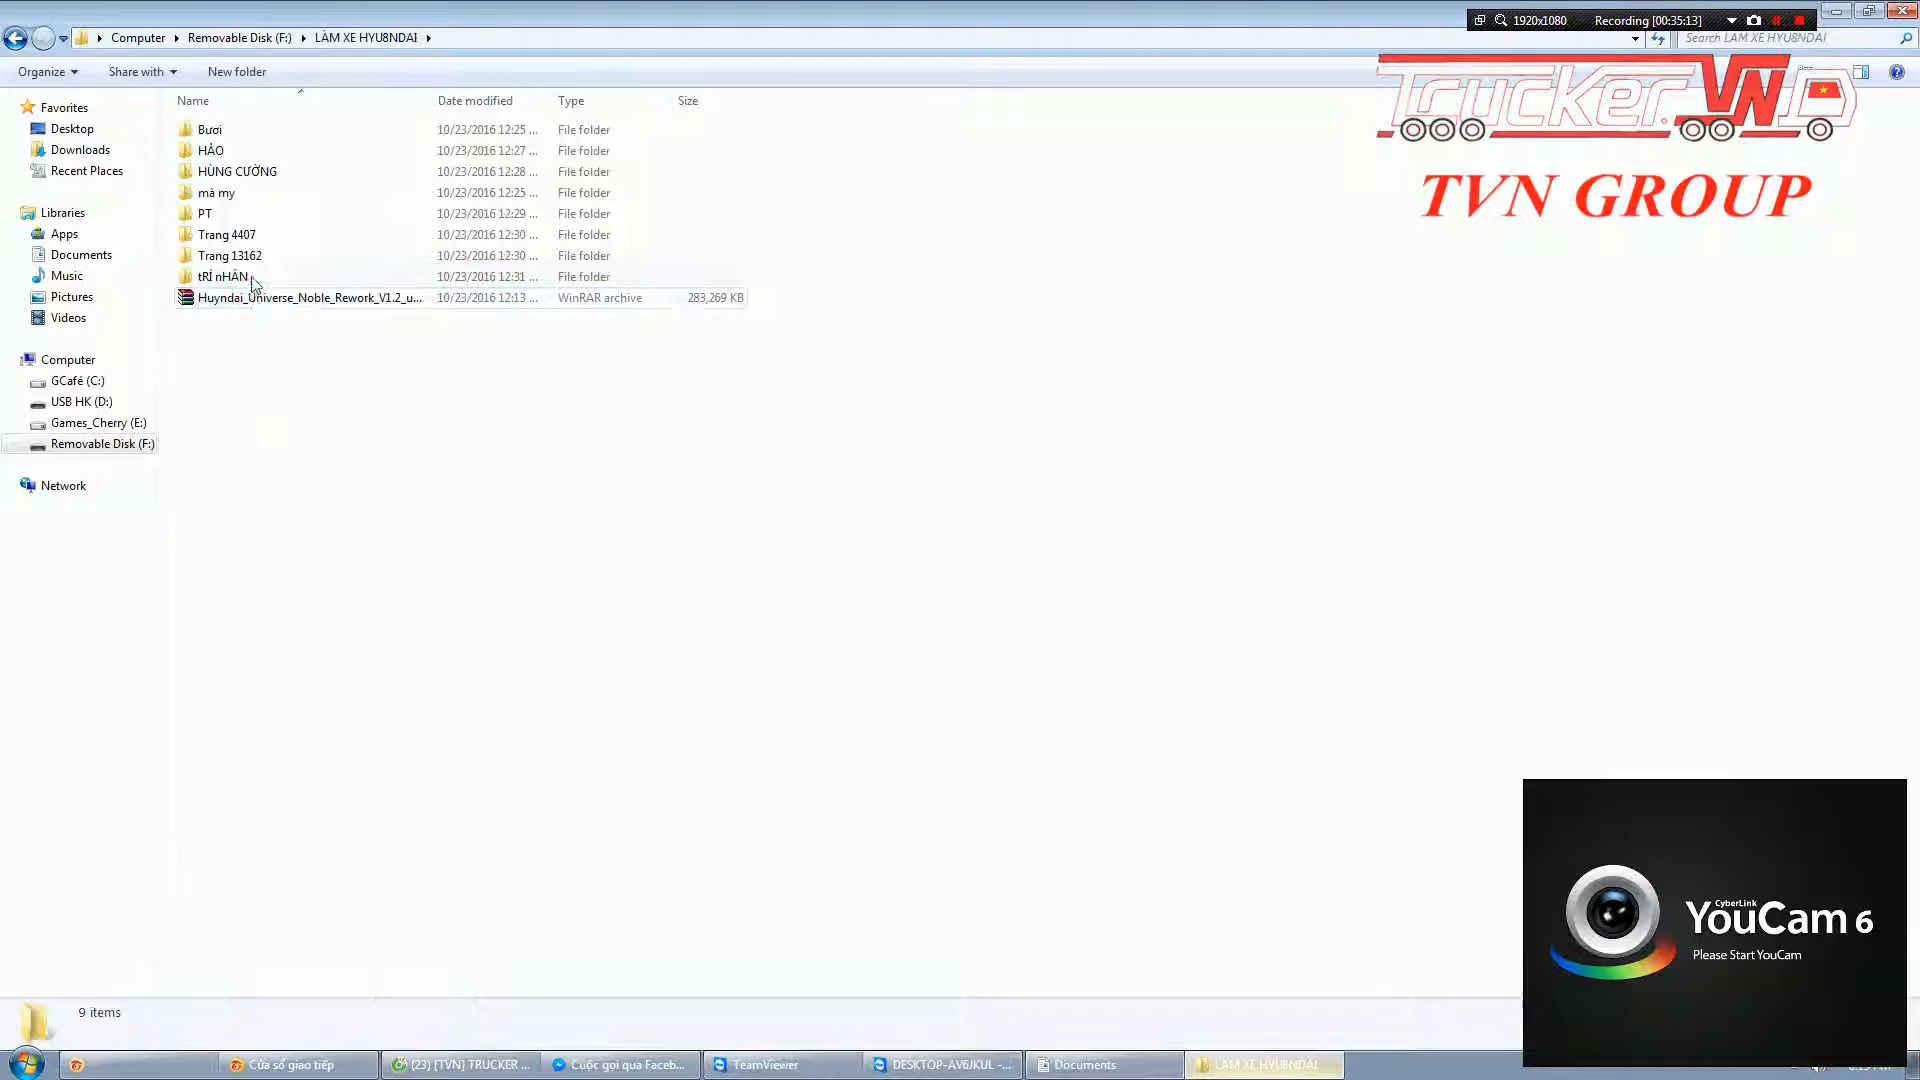 1920x1080 Recording [00:35:13]
Computer Removable Disk (F:) LÀM XE HYU8NDAI
Search LÀM XE HYU8NDAI
Organize Share with New folder
TruckerVN
TVN GROUP
Name Date modified Type Size
Favorites
Desktop
Downloads
Recent Places
Libraries
Apps
Documents
Music
Pictures
Videos
Computer
GCafé (C:)
USB HK (D:)
Games_Cherry (E:)
Removable Disk (F:)
Network
Bươi 10/23/2016 12:25 ... File folder
HẢO 10/23/2016 12:27 ... File folder
HÙNG CƯỜNG 10/23/2016 12:28 ... File folder
mà my 10/23/2016 12:25 ... File folder
PT 10/23/2016 12:29 ... File folder
Trang 4407 10/23/2016 12:30 ... File folder
Trang 13162 10/23/2016 12:30 ... File folder
tRÍ nHÂN 10/23/2016 12:31 ... File folder
Huyndai_Universe_Noble_Rework_V1.2_u... 10/23/2016 12:13 ... WinRAR archive 283,269 KB
CyberLink
YouCam 6
Please Start YouCam
9 items
Cửa sổ giao tiếp
(23) [TVN] TRUCKER ...
Cuộc gọi qua Faceb...
TeamViewer
DESKTOP-AV6JKUL -...
Documents
LÀM XE HYU8NDAI